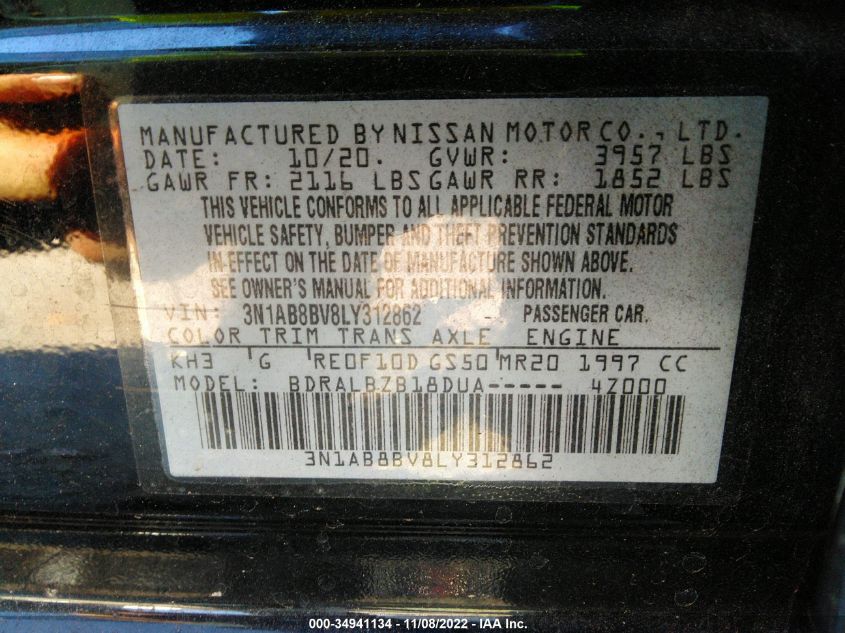 MANUFACTURED BY NISSAN MOTOR CO., LTD.
DATE: 10/20. GVWR: 3957 LBS
GAWR FR: 2116 LBS GAWR RR: 1852 LBS
THIS VEHICLE CONFORMS TO ALL APPLICABLE FEDERAL MOTOR
VEHICLE SAFETY, BUMPER AND THEFT PREVENTION STANDARDS
IN EFFECT ON THE DATE OF MANUFACTURE SHOWN ABOVE.
SEE OWNER'S MANUAL FOR ADDITIONAL INFORMATION.
VIN: 3N1AB8BV8LY312862 - PASSENGER CAR.
COLOR TRIM TRANS AXLE ENGINE
KH3 'G 'RE0F10D GS50'MR20 1997 CC
MODEL: BDRALBZB18DUA----- 4Z000
3N1AB8BV8LY312862
000-34941134 - 11/08/2022 - IAA Inc.